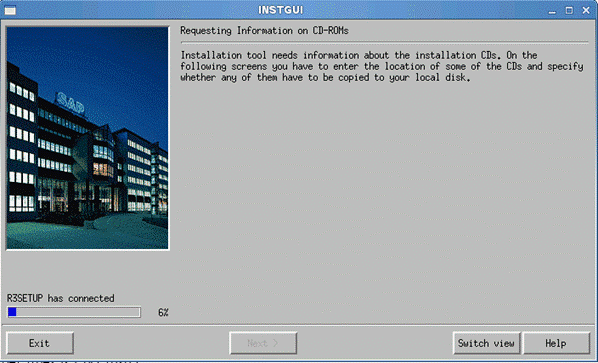 INSTGUI
Requesting Information on CD-ROMs
Installation tool needs information about the installation CDs. On the
following screens you have to enter the location of some of the CDs and specify
whether any of them have to be copied to your local disk.
SAP
R3SETUP has connected
6%
Exit
Next >
Switch view
Help